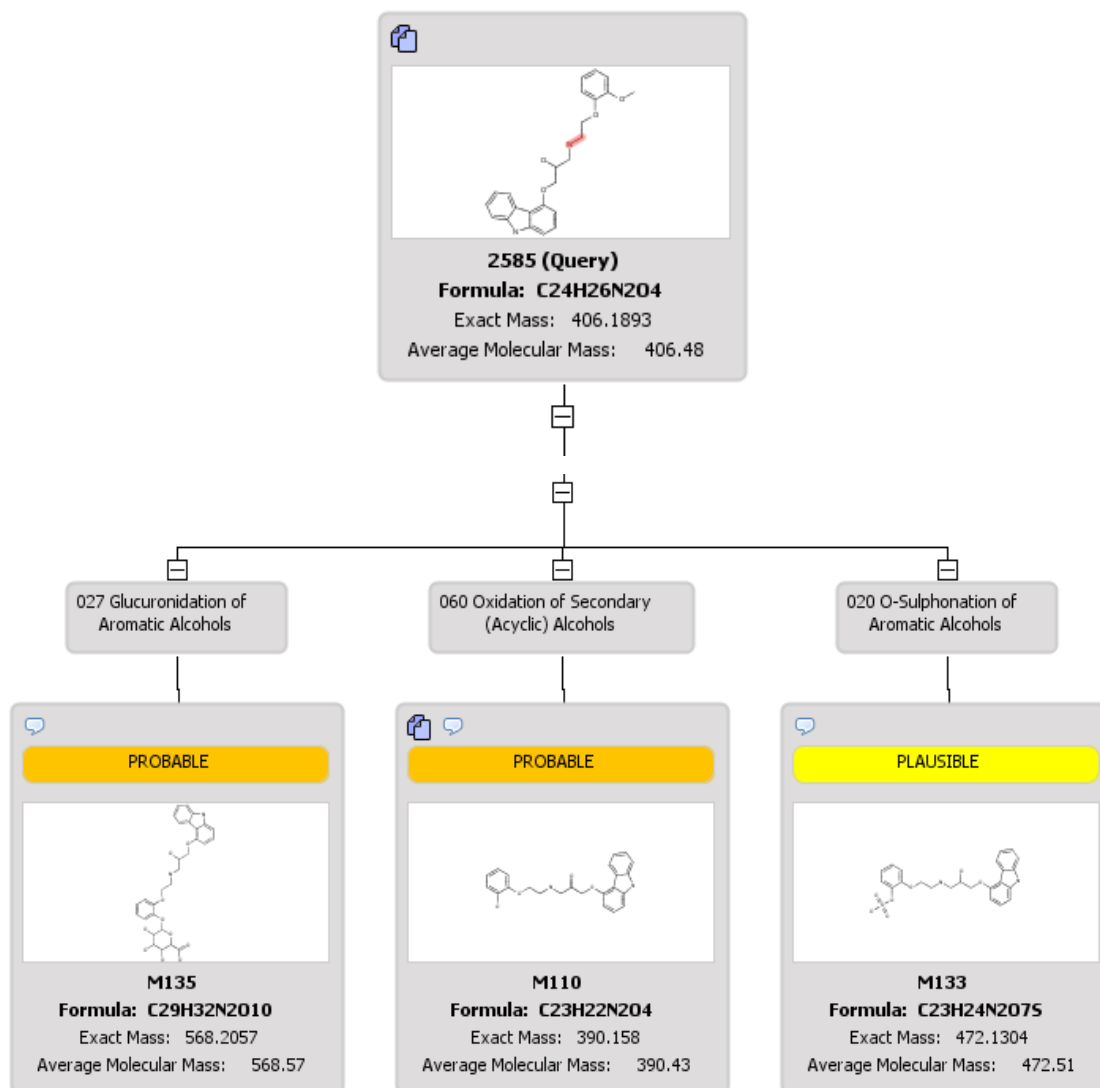 2585 (Query)
Formula: C24H26N2O4
Exact Mass: 406.1893
Average Molecular Mass: 406.48
027 Glucuronidation of
Aromatic Alcohols
060 Oxidation of Secondary
(Acyclic) Alcohols
020 O-Sulphonation of
Aromatic Alcohols
PROBABLE
PROBABLE
PLAUSIBLE
M135
Formula: C29H32N2O10
Exact Mass: 568.2057
Average Molecular Mass: 568.57
M110
Formula: C23H22N2O4
Exact Mass: 390.158
Average Molecular Mass: 390.43
M133
Formula: C23H24N2O7S
Exact Mass: 472.1304
Average Molecular Mass: 472.51